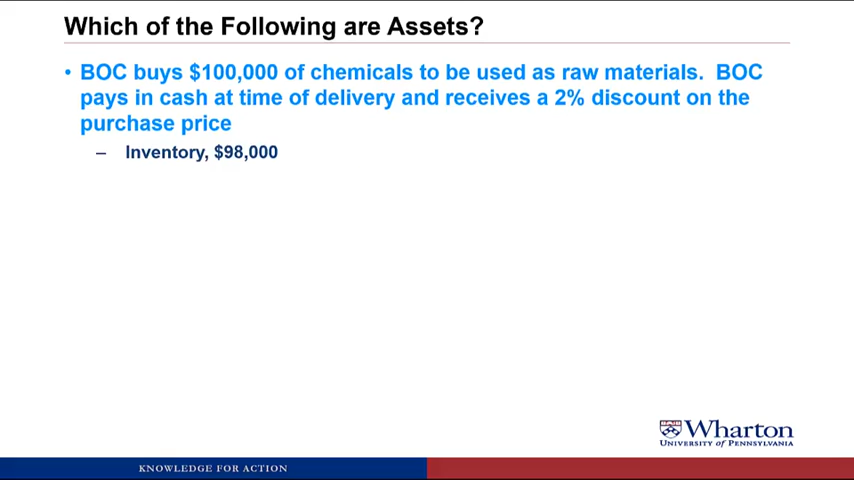 Which of the Following are Assets?
• BOC buys $100,000 of chemicals to be used as raw materials. BOC
pays in cash at time of delivery and receives a 2% discount on the
purchase price
– Inventory, $98,000
Wharton
UNIVERSITY of PENNSYLVANIA
KNOWLEDGE FOR ACTION